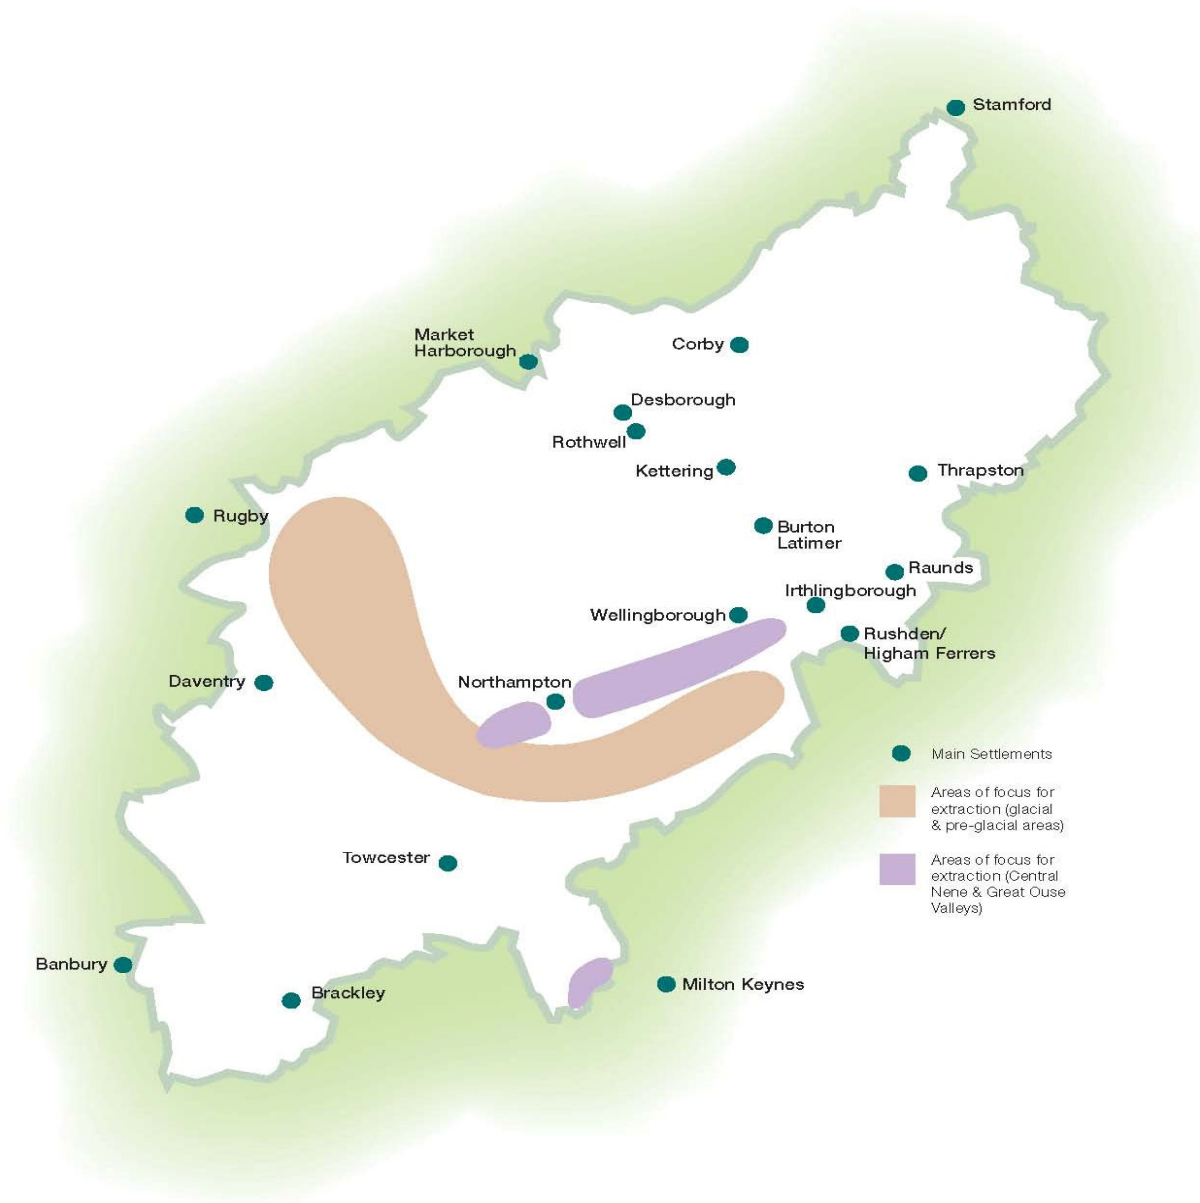 Stamford
Market
Harborough
Corby
Desborough
Rothwell
Kettering
Thrapston
Rugby
Burton
Latimer
Raunds
Irthlingborough
Wellingborough
Rushden/
Higham Ferrers
Daventry
Northampton
Main Settlements
Areas of focus for
extraction (glacial
& pre-glacial areas)
Towcester
Areas of focus for
extraction (Central
Nene & Great Ouse
Valleys)
Banbury
Brackley
Milton Keynes